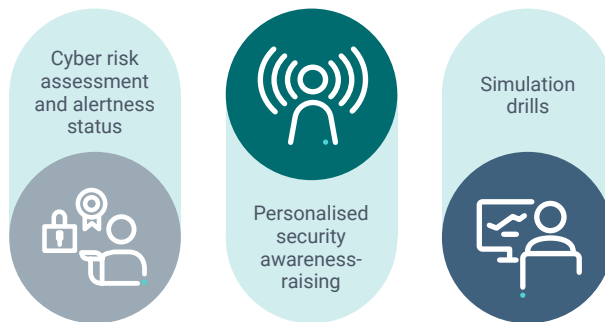 Cyber risk
assessment
and alertness
status
Personalised
security
awareness-
raising
Simulation
drills